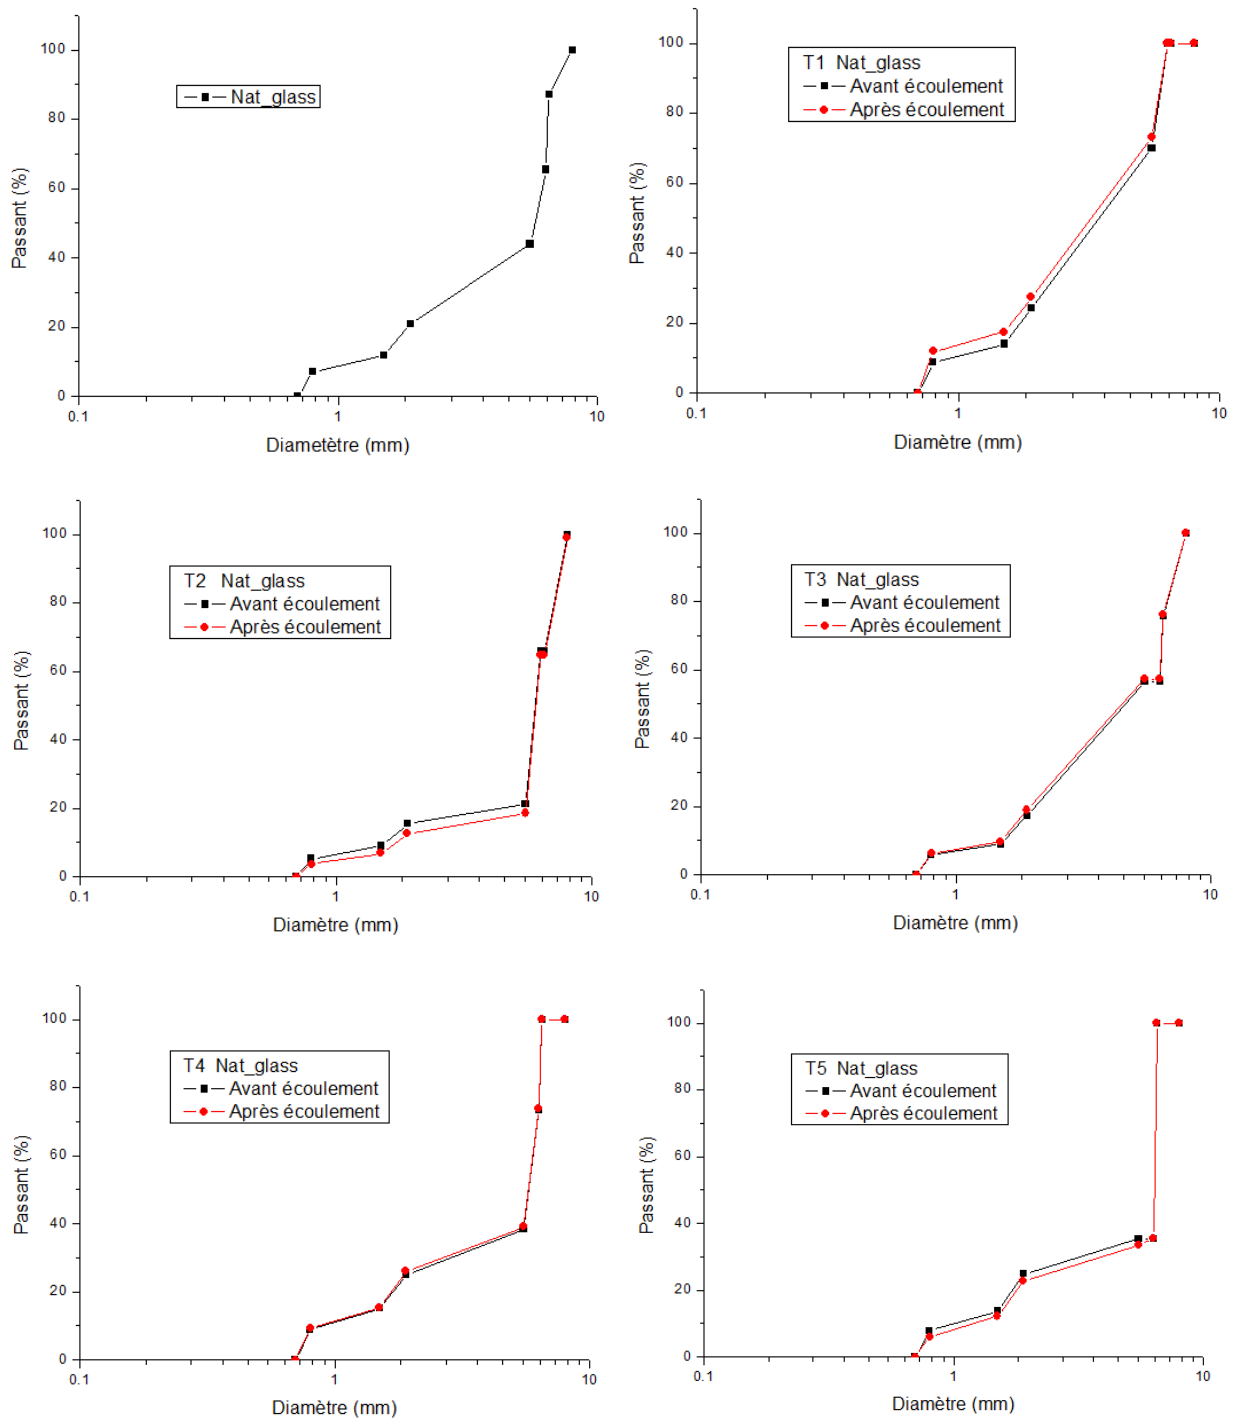 100
80
60
40
20
0
Passant (%)
Nat_glass
0.1
1
10
Diametètre (mm)
100
80
60
40
20
0
Passant (%)
T1 Nat_glass
Avant écoulement
Après écoulement
0.1
1
10
Diamètre (mm)
100
80
60
40
20
0
Passant (%)
T2 Nat_glass
Avant écoulement
Après écoulement
0.1
1
10
Diamètre (mm)
100
80
60
40
20
0
Passant (%)
T3 Nat_glass
Avant écoulement
Après écoulement
0.1
1
10
Diamètre (mm)
100
80
60
40
20
0
Passant (%)
T4 Nat_glass
Avant écoulement
Après écoulement
0.1
1
10
Diamètre (mm)
100
80
60
40
20
0
Passant (%)
T5 Nat_glass
Avant écoulement
Après écoulement
0.1
1
10
Diamètre (mm)